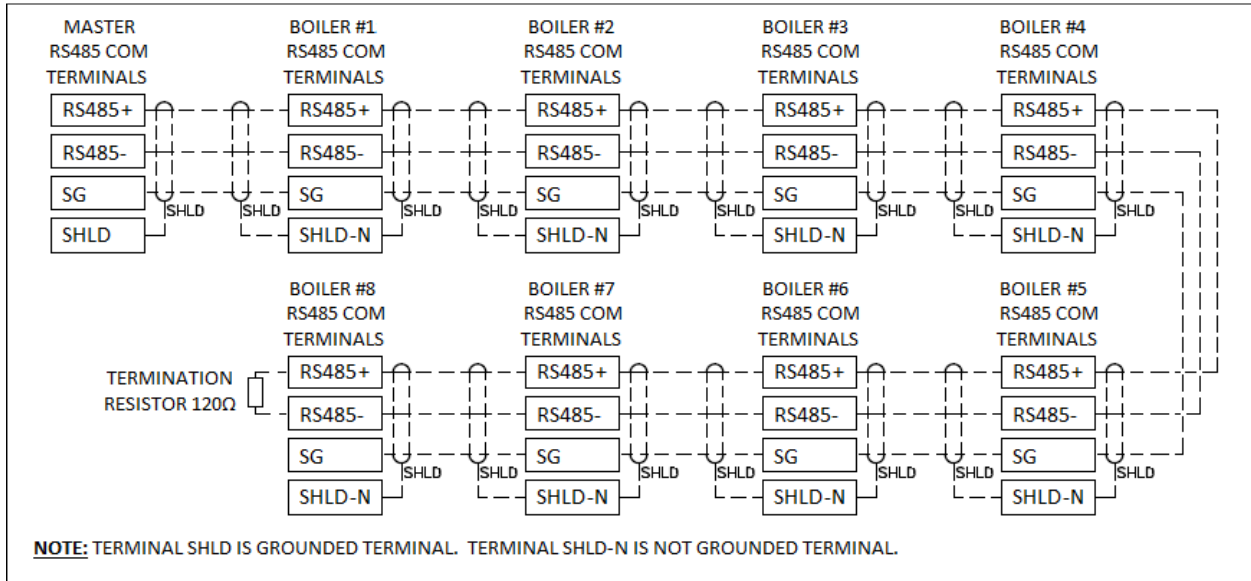 MASTER
RS485 COM
TERMINALS
RS485+
RS485-
SG
SHLD
SHLD
BOILER #1
RS485 COM
TERMINALS
RS485+
RS485-
SG
SHLD-N
SHLD
SHLD
BOILER #2
RS485 COM
TERMINALS
RS485+
RS485-
SG
SHLD-N
SHLD
SHLD
BOILER #3
RS485 COM
TERMINALS
RS485+
RS485-
SG
SHLD-N
SHLD
SHLD
BOILER #4
RS485 COM
TERMINALS
RS485+
RS485-
SG
SHLD-N
SHLD
SHLD
BOILER #8
RS485 COM
TERMINALS
TERMINATION
RESISTOR 120Ω
RS485+
RS485-
SG
SHLD-N
SHLD
BOILER #7
RS485 COM
TERMINALS
RS485+
RS485-
SG
SHLD-N
SHLD
SHLD
BOILER #6
RS485 COM
TERMINALS
RS485+
RS485-
SG
SHLD-N
SHLD
SHLD
BOILER #5
RS485 COM
TERMINALS
RS485+
RS485-
SG
SHLD-N
SHLD
SHLD
NOTE: TERMINAL SHLD IS GROUNDED TERMINAL. TERMINAL SHLD-N IS NOT GROUNDED TERMINAL.